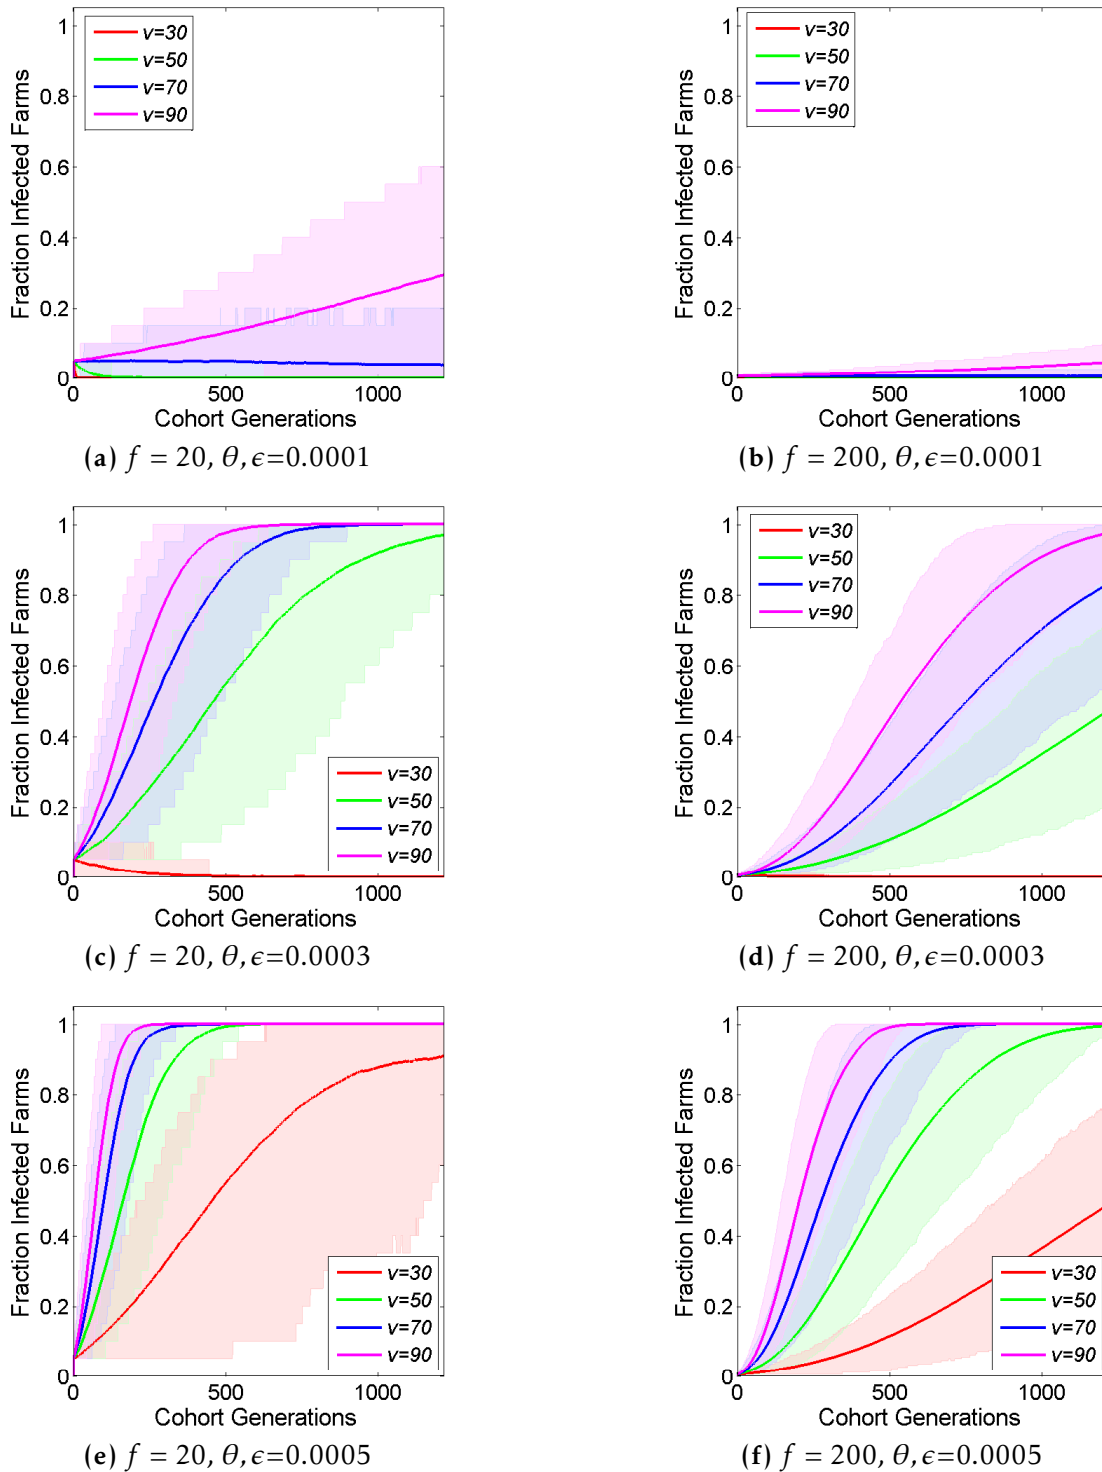 Fraction Infected Farms
1
0.8
0.6
0.4
0.2
0
0 500 1000
Cohort Generations
v=30
v=50
v=70
v=90
(a) f = 20, θ, ϵ=0.0001
Fraction Infected Farms
1
0.8
0.6
0.4
0.2
0
0 500 1000
Cohort Generations
v=30
v=50
v=70
v=90
(b) f = 200, θ, ϵ=0.0001
Fraction Infected Farms
1
0.8
0.6
0.4
0.2
0
0 500 1000
Cohort Generations
v=30
v=50
v=70
v=90
(c) f = 20, θ, ϵ=0.0003
Fraction Infected Farms
1
0.8
0.6
0.4
0.2
0
0 500 1000
Cohort Generations
v=30
v=50
v=70
v=90
(d) f = 200, θ, ϵ=0.0003
Fraction Infected Farms
1
0.8
0.6
0.4
0.2
0
0 500 1000
Cohort Generations
v=30
v=50
v=70
v=90
(e) f = 20, θ, ϵ=0.0005
Fraction Infected Farms
1
0.8
0.6
0.4
0.2
0
0 500 1000
Cohort Generations
v=30
v=50
v=70
v=90
(f) f = 200, θ, ϵ=0.0005